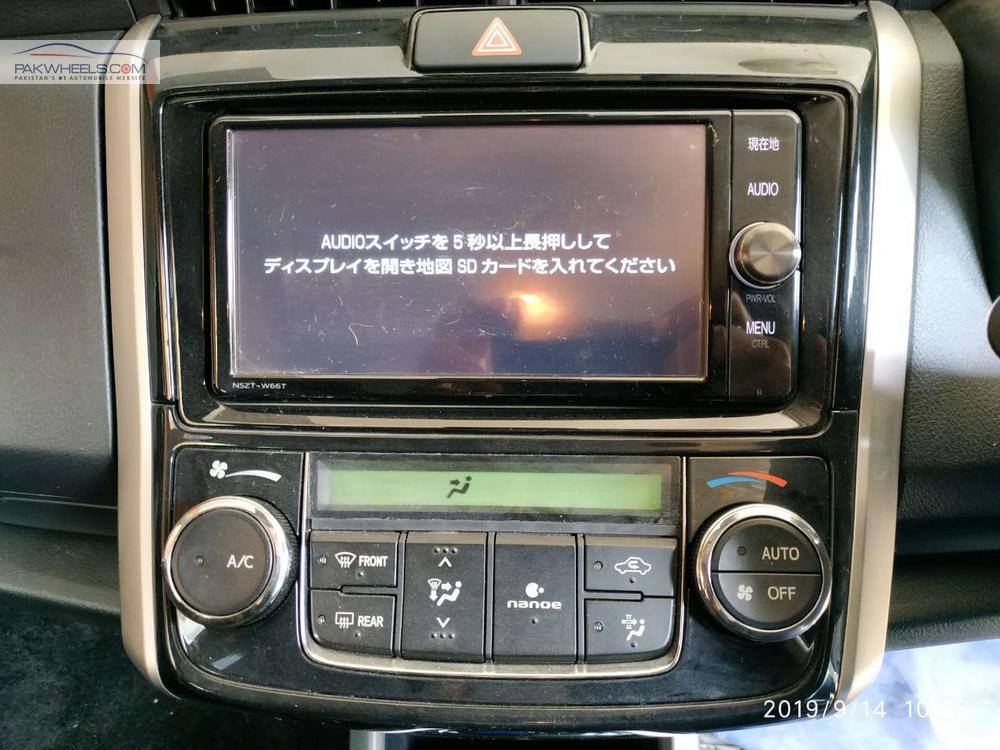 PAKWHEELS.COM
PAKISTAN'S #1 AUTOMOBILE WEBSITE
現在地
AUDIO
AUDIOスイッチを5秒以上長押しして
ディスプレイを開き地図SDカードを入れてください
PWR-VOL
MENU
CTRL
NSZT-W66T
A/C
FRONT
REAR
nanoe
AUTO
OFF
2019/9/14